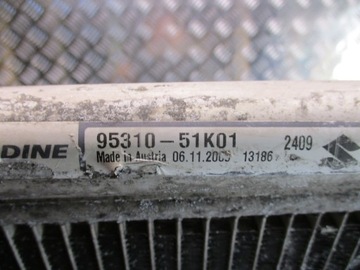 DINE 95310-51K01 2409
Made in Austria 06.11.2009 13186